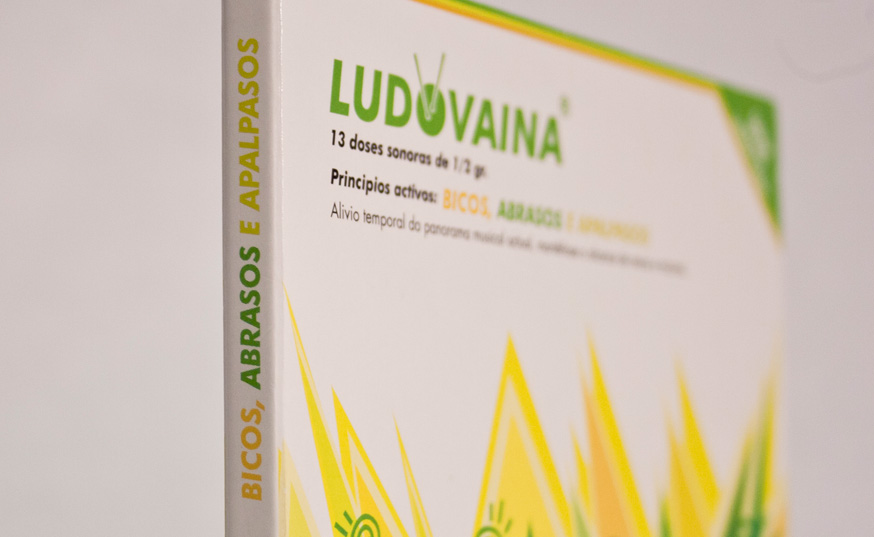 BICOS, ABRASOS E APALPASOS
LUDOVAINA®
13 doses sonoras de 1/2 gr.
Principios activos: BICOS, ABRASOS E APALPASOS
Alivio temporal do panorama musical actual,